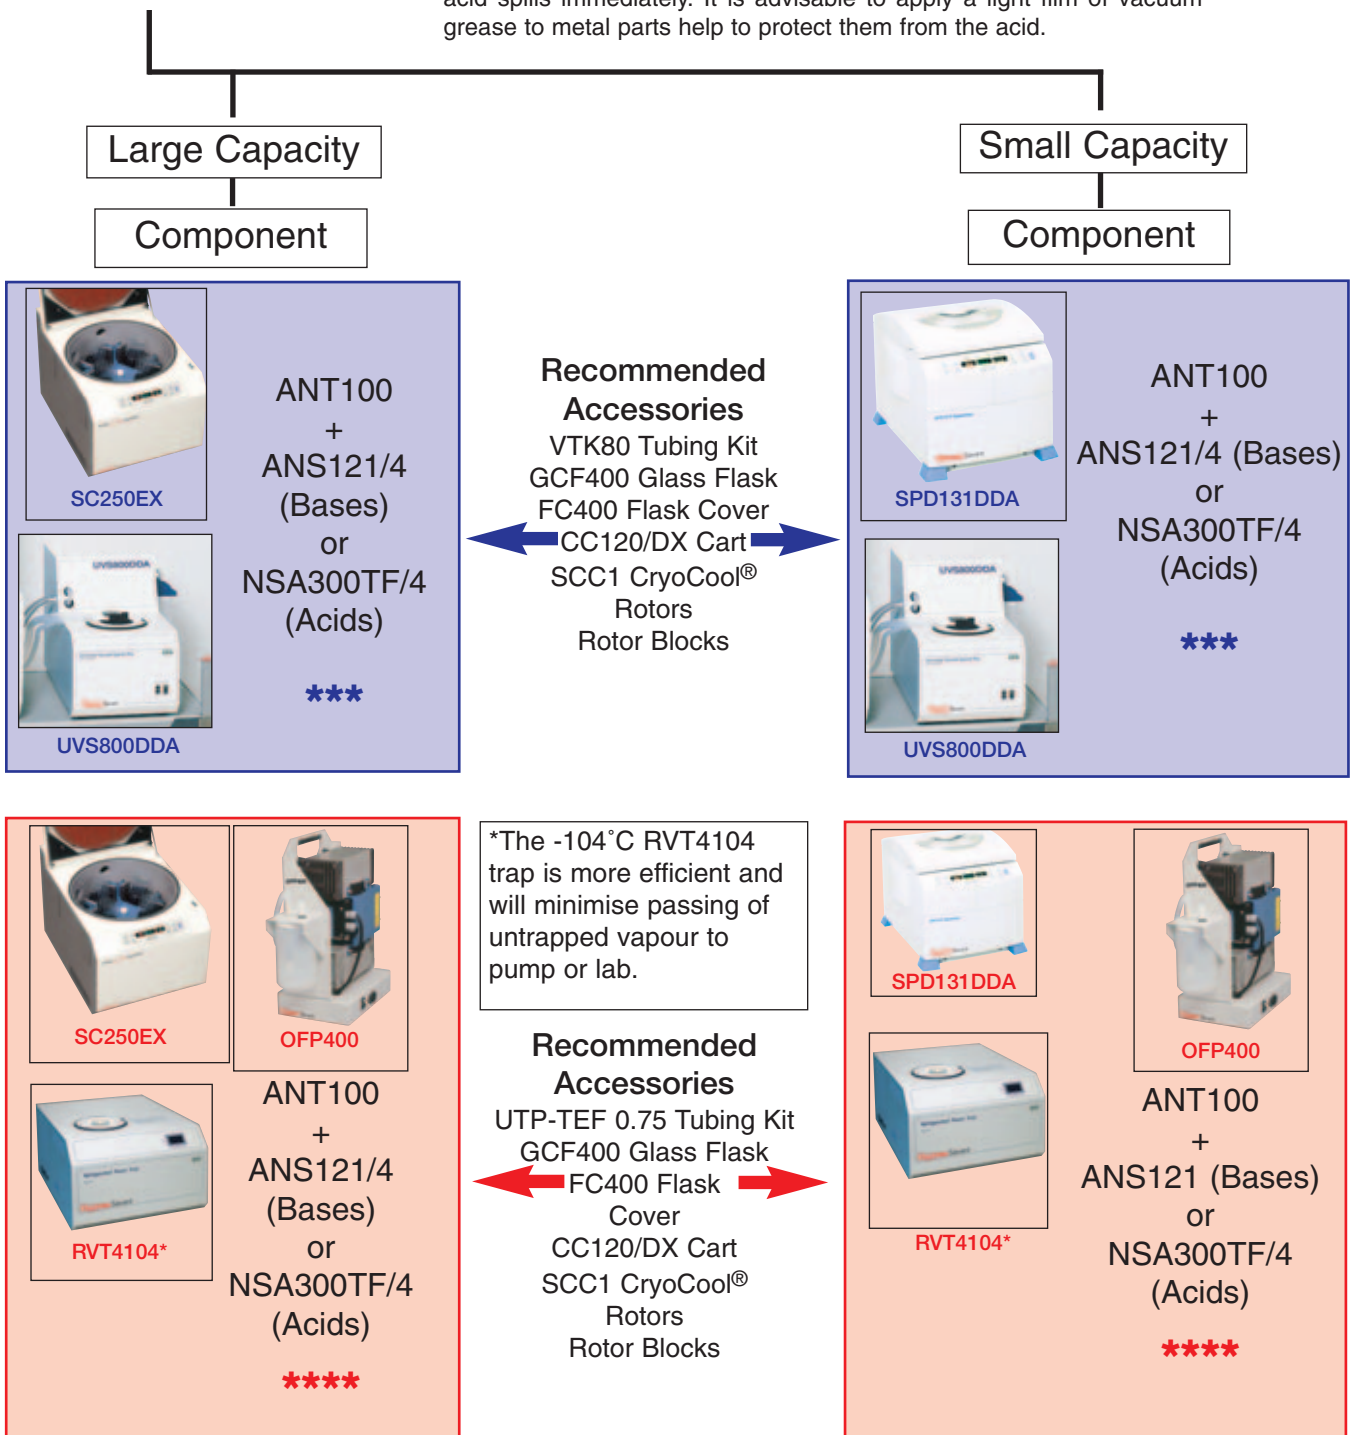 acid spills immediately. It is advisable to apply a light film of vacuum
grease to metal parts help to protect them from the acid.
Large Capacity
Small Capacity
Component
Component
SC250EX
UVS800DDA
UVS800DDA
ANT100
+
ANS121/4
(Bases)
or
NSA300TF/4
(Acids)
***
Recommended
Accessories
VTK80 Tubing Kit
GCF400 Glass Flask
FC400 Flask Cover
CC120/DX Cart
SCC1 CryoCool®
Rotors
Rotor Blocks
SPD131DDA
UVS800DDA
UVS800DDA
ANT100
+
ANS121/4 (Bases)
or
NSA300TF/4
(Acids)
***
SC250EX
OFP400
RVT4104*
ANT100
+
ANS121/4
(Bases)
or
NSA300TF/4
(Acids)
****
*The -104˚C RVT4104
trap is more efficient and
will minimise passing of
untrapped vapour to
pump or lab.
Recommended
Accessories
UTP-TEF 0.75 Tubing Kit
GCF400 Glass Flask
FC400 Flask
Cover
CC120/DX Cart
SCC1 CryoCool®
Rotors
Rotor Blocks
SPD131DDA
OFP400
RVT4104*
ANT100
+
ANS121 (Bases)
or
NSA300TF/4
(Acids)
****